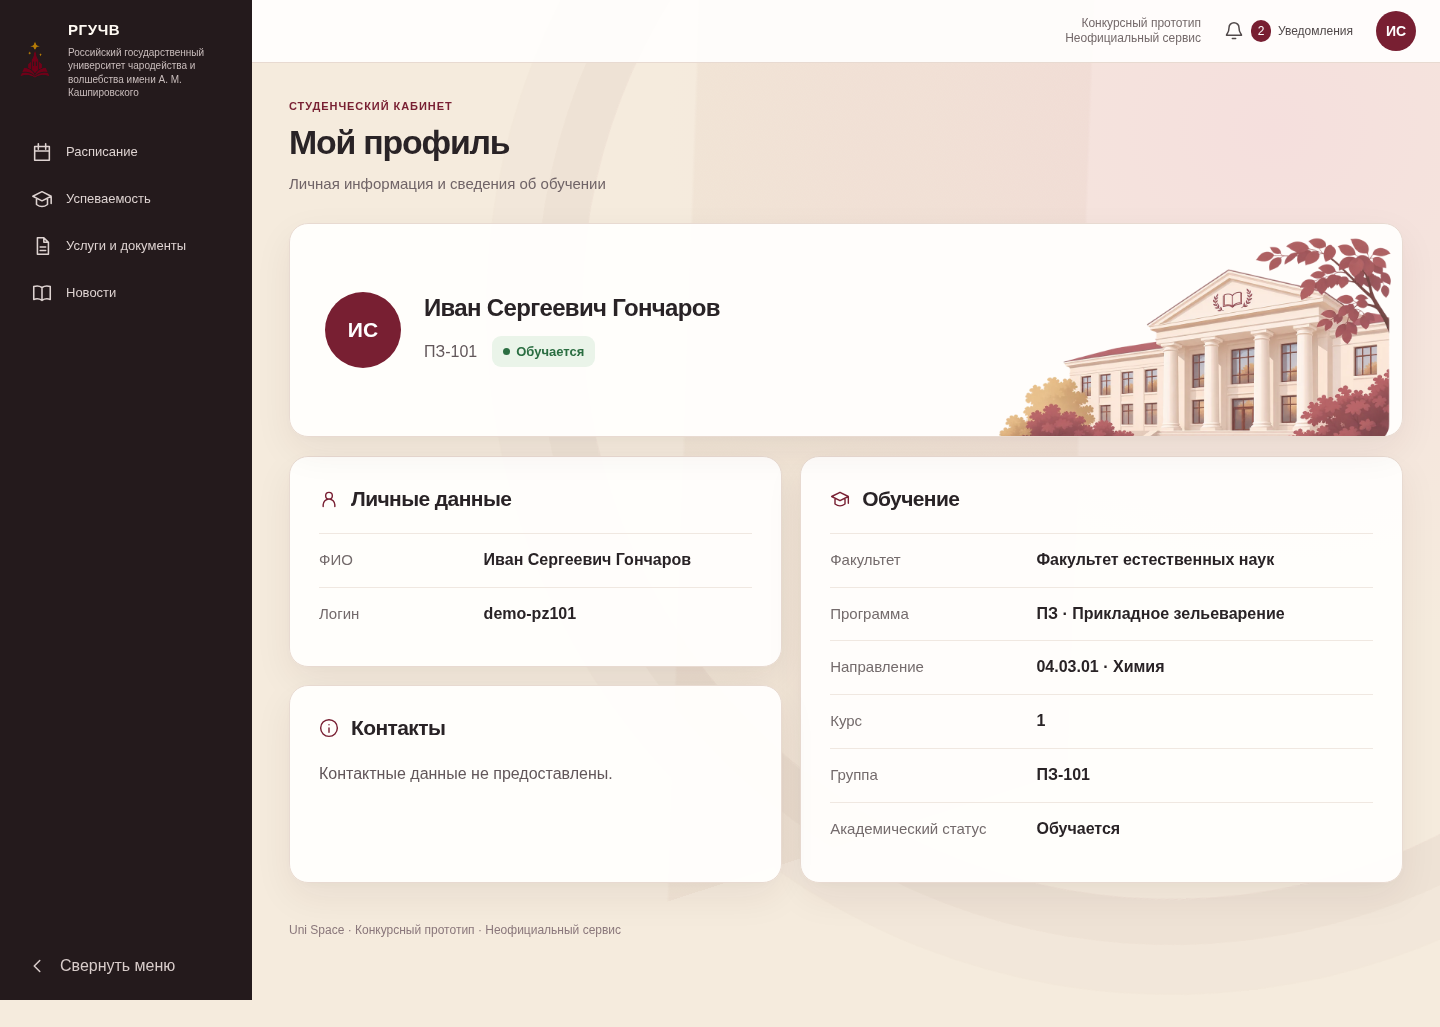 РГУЧВ
Российский государственный
университет чародейства и
волшебства имени А. М.
Кашпировского
Расписание
Успеваемость
Услуги и документы
Новости
Свернуть меню
Конкурсный прототип
Неофициальный сервис
2 Уведомления
ИС
СТУДЕНЧЕСКИЙ КАБИНЕТ
Мой профиль
Личная информация и сведения об обучении
ИС
Иван Сергеевич Гончаров
ПЗ-101 Обучается
Личные данные
ФИО Иван Сергеевич Гончаров
Логин demo-pz101
Контакты
Контактные данные не предоставлены.
Обучение
Факультет Факультет естественных наук
Программа ПЗ · Прикладное зельеварение
Направление 04.03.01 · Химия
Курс 1
Группа ПЗ-101
Академический статус Обучается
Uni Space · Конкурсный прототип · Неофициальный сервис